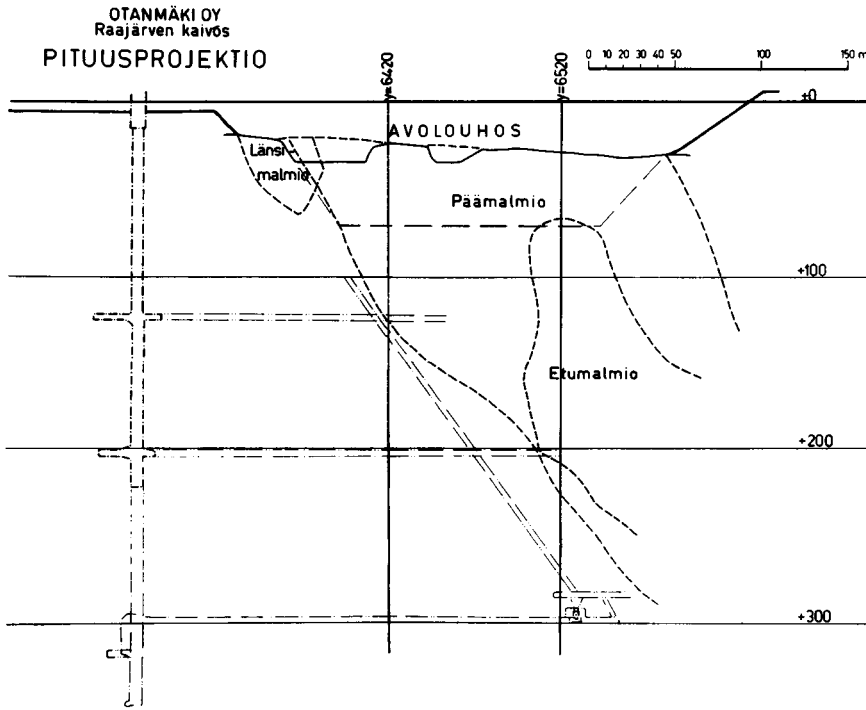 OTANMÄKI OY
Raajärven kaivos
PITUUSPROJEKTIO
y=6420
y=6520
0 10 20 30 40 50 100 150 m
±0
AVOLOUHOS
Länsi-
malmio
Päämalmio
+100
Etumalmio
+200
+300